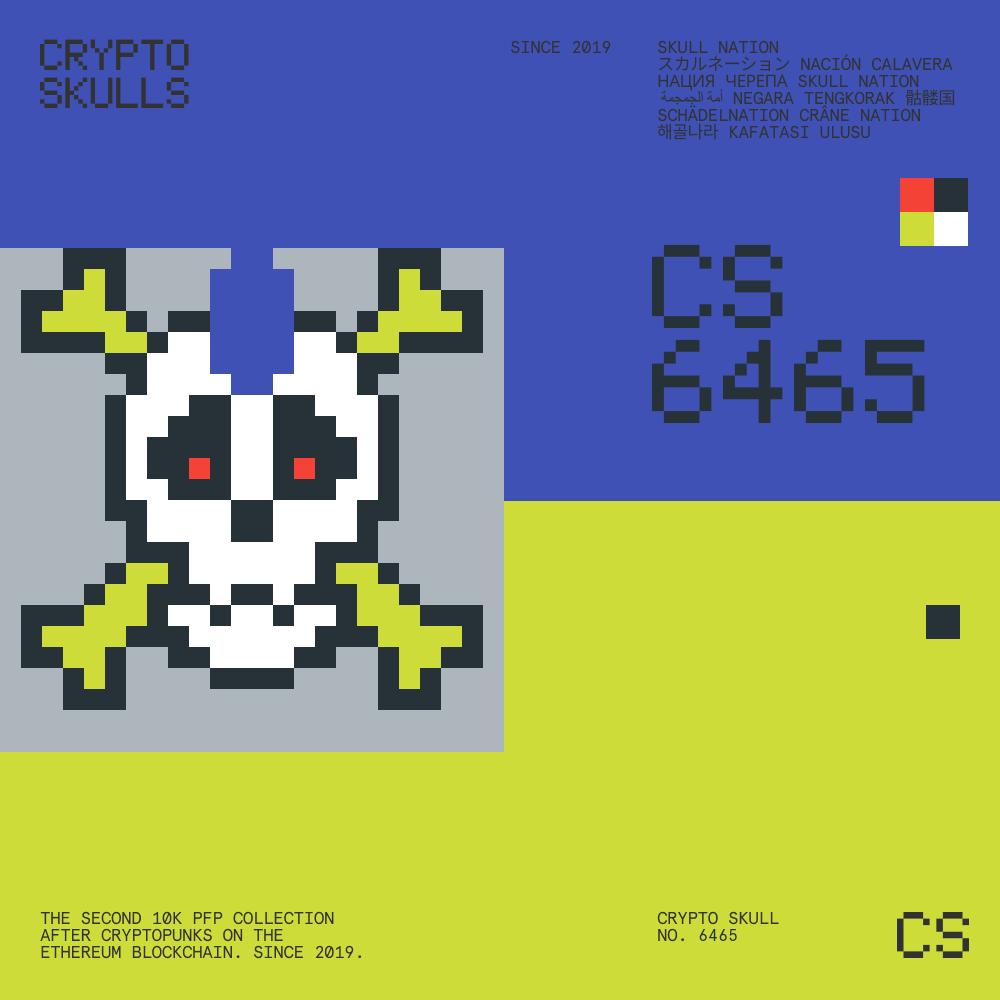 CRYPTO
SKULLS
SINCE 2019
SKULL NATION
スカルネーション NACIÓN CALAVERA
НАЦИЯ ЧЕРЕПА SKULL NATION
أمة الجمجمة NEGARA TENGKORAK 骷髅国
SCHÄDELNATION CRÂNE NATION
해골나라 KAFATASI ULUSU
CS
6465
THE SECOND 10K PFP COLLECTION
AFTER CRYPTOPUNKS ON THE
ETHEREUM BLOCKCHAIN. SINCE 2019.
CRYPTO SKULL
NO. 6465
CS